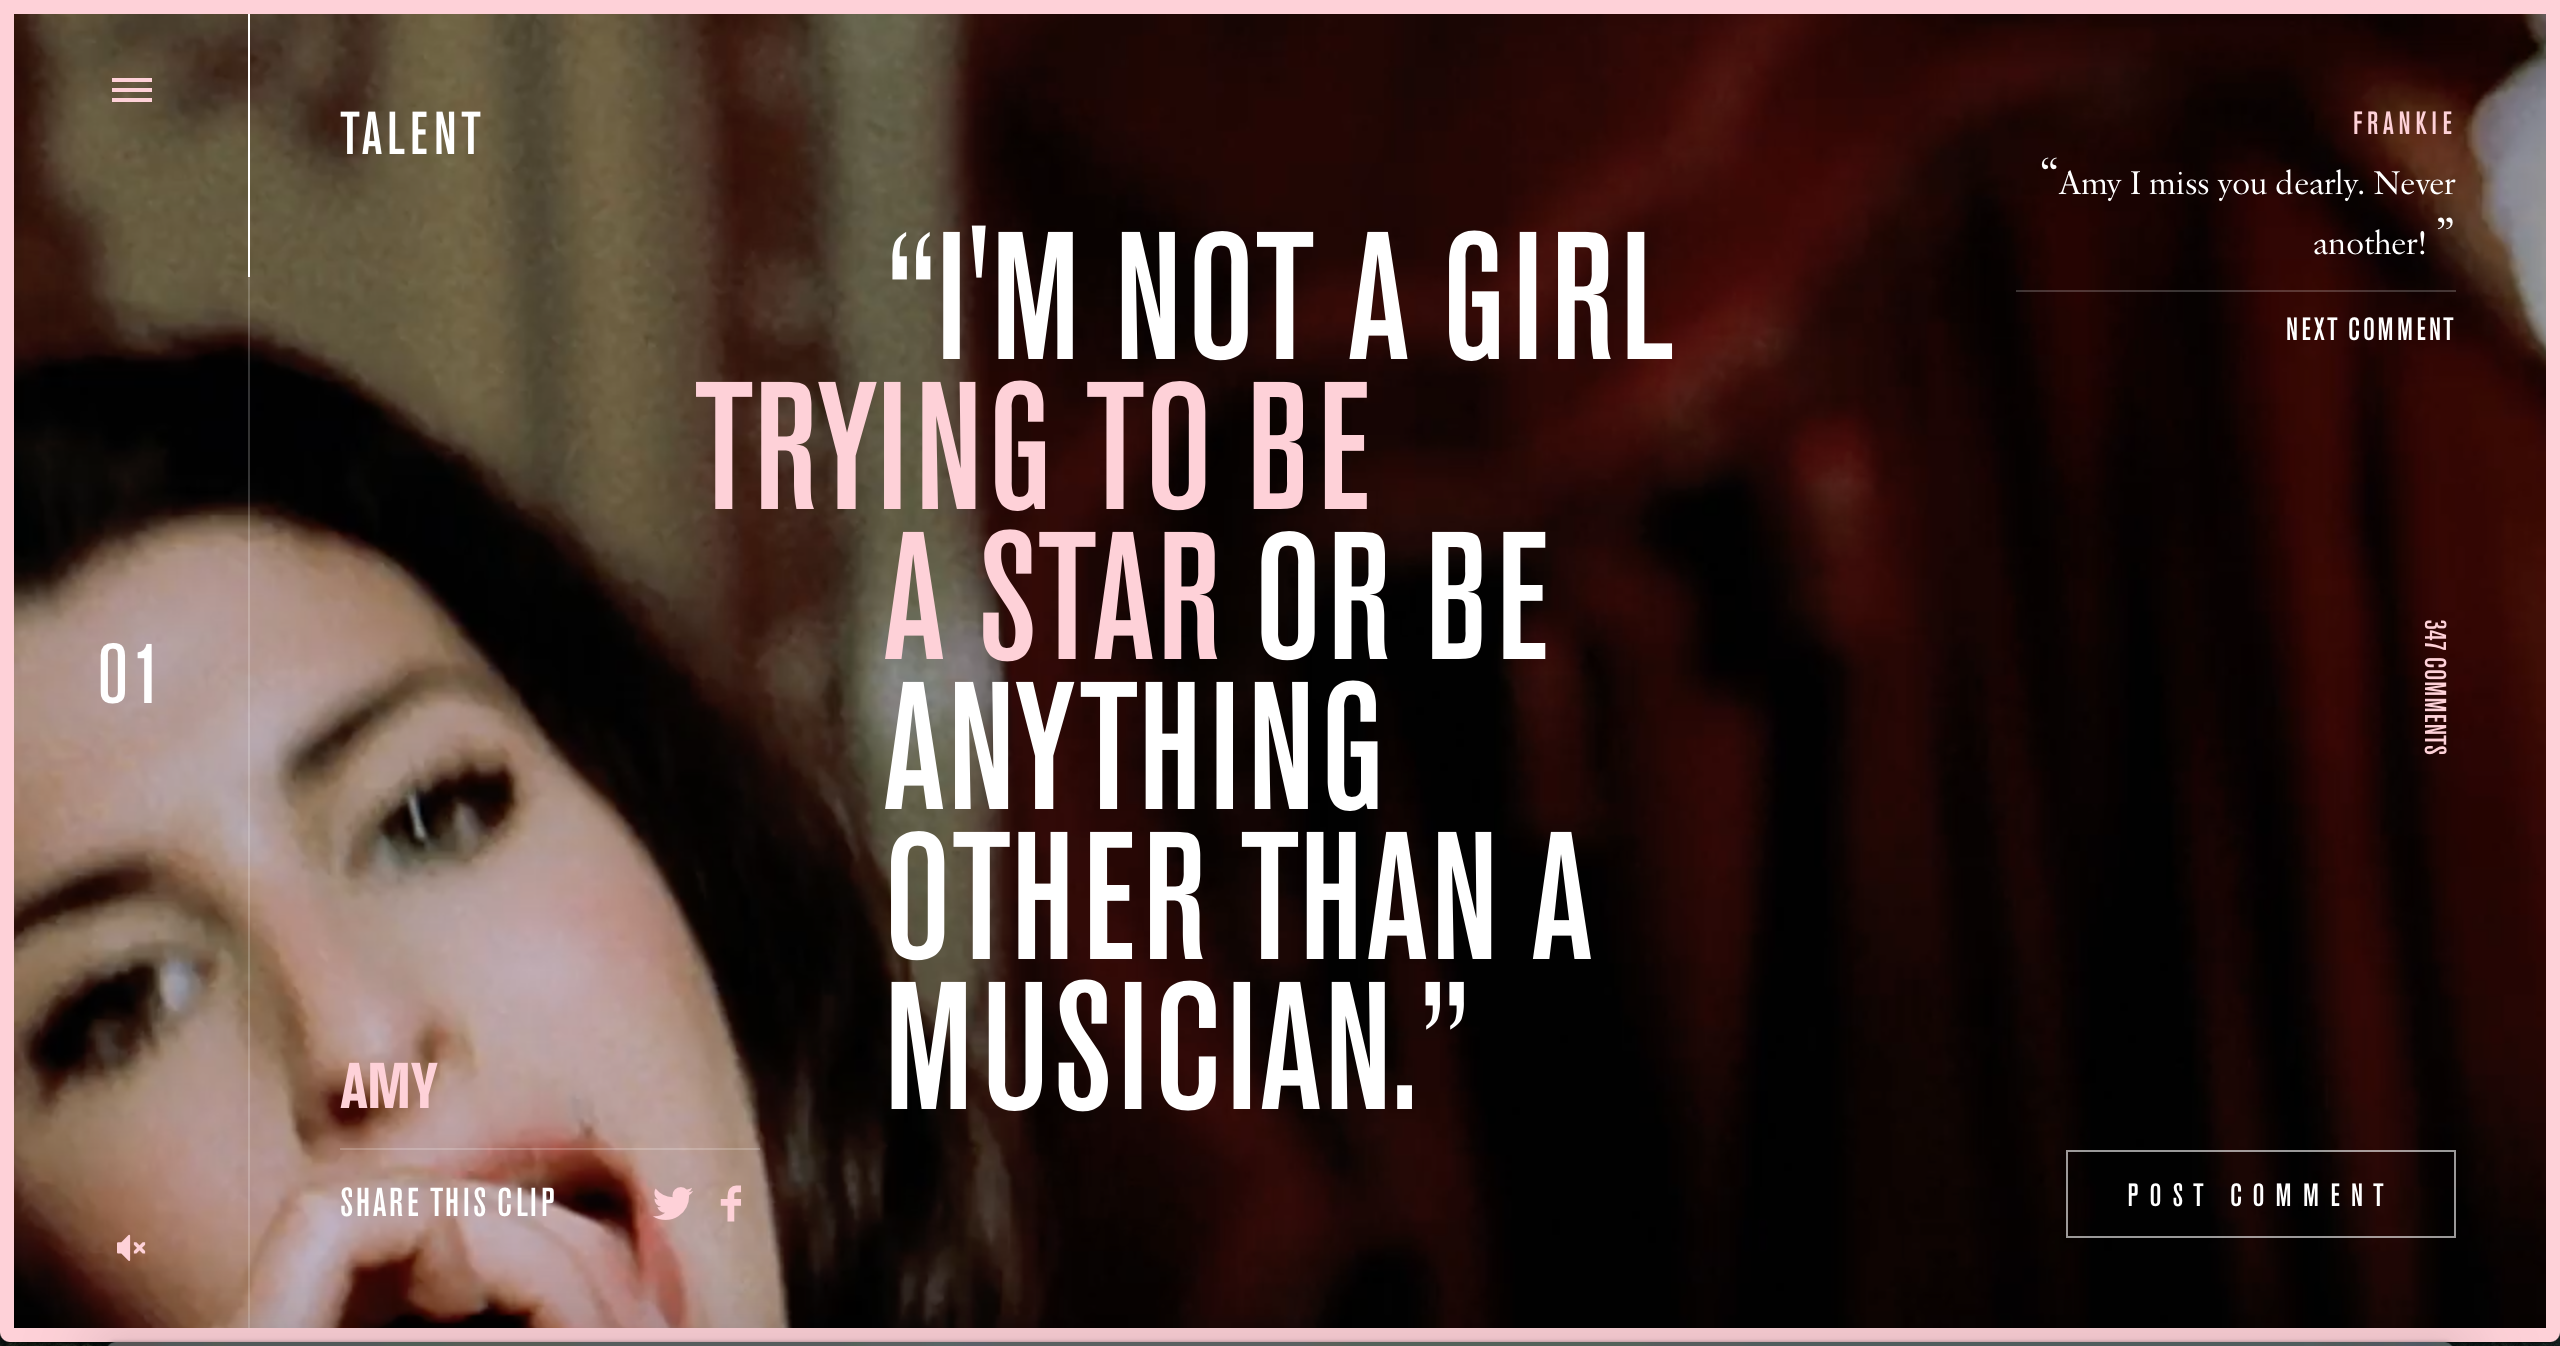 TALENT
FRANKIE
“Amy I miss you dearly. Never
another! ”
NEXT COMMENT
“I'M NOT A GIRL
TRYING TO BE
A STAR OR BE
ANYTHING
OTHER THAN A
MUSICIAN.”
01
347 COMMENTS
AMY
SHARE THIS CLIP
POST COMMENT